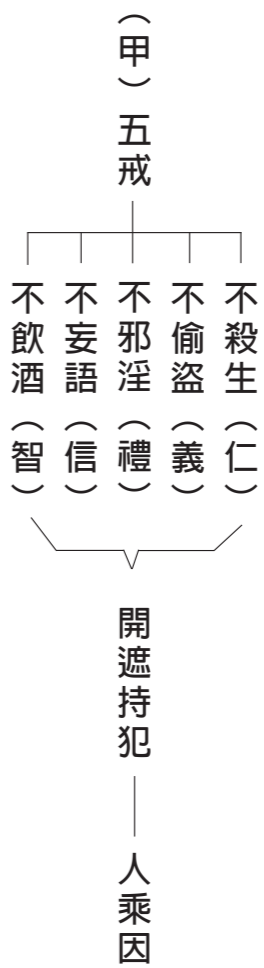 （甲）五戒
不殺生（仁）
不偷盜（義）
不邪淫（禮）
不妄語（信）
不飲酒（智）
開遮持犯
人乘因